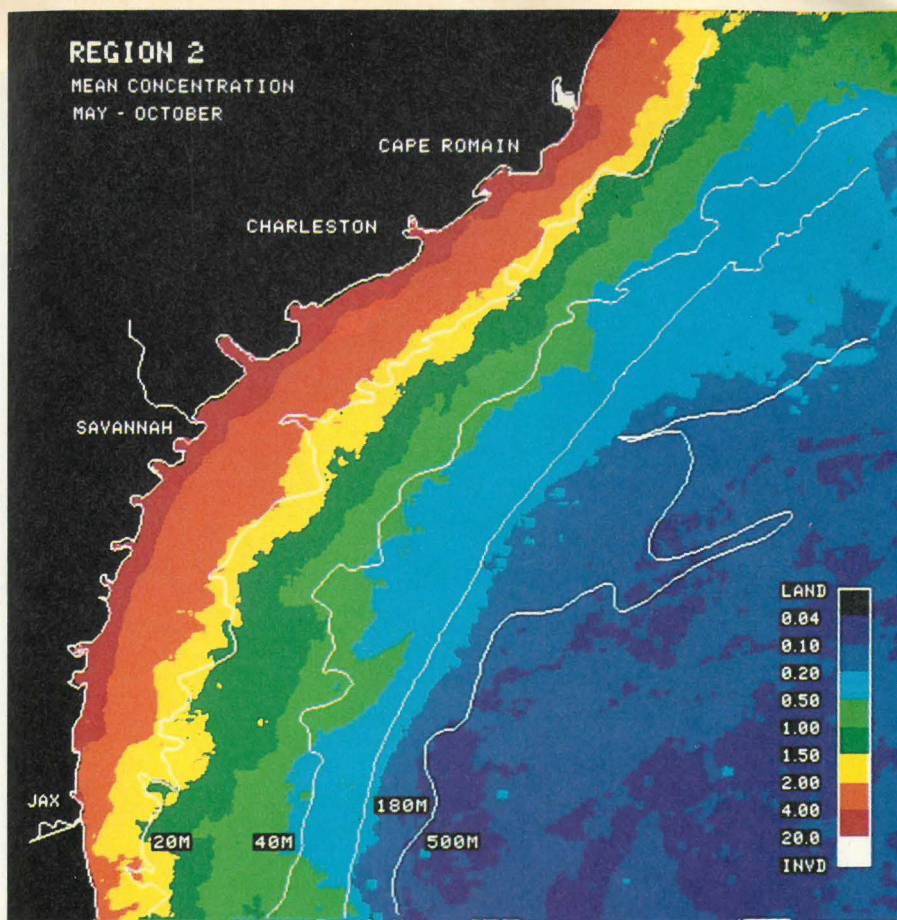 REGION 2
MEAN CONCENTRATION
MAY - OCTOBER
CAPE ROMAIN
CHARLESTON
SAVANNAH
JAX
20M
40M
180M
500M
LAND
0.04
0.10
0.20
0.50
1.00
1.50
2.00
4.00
20.0
INVD